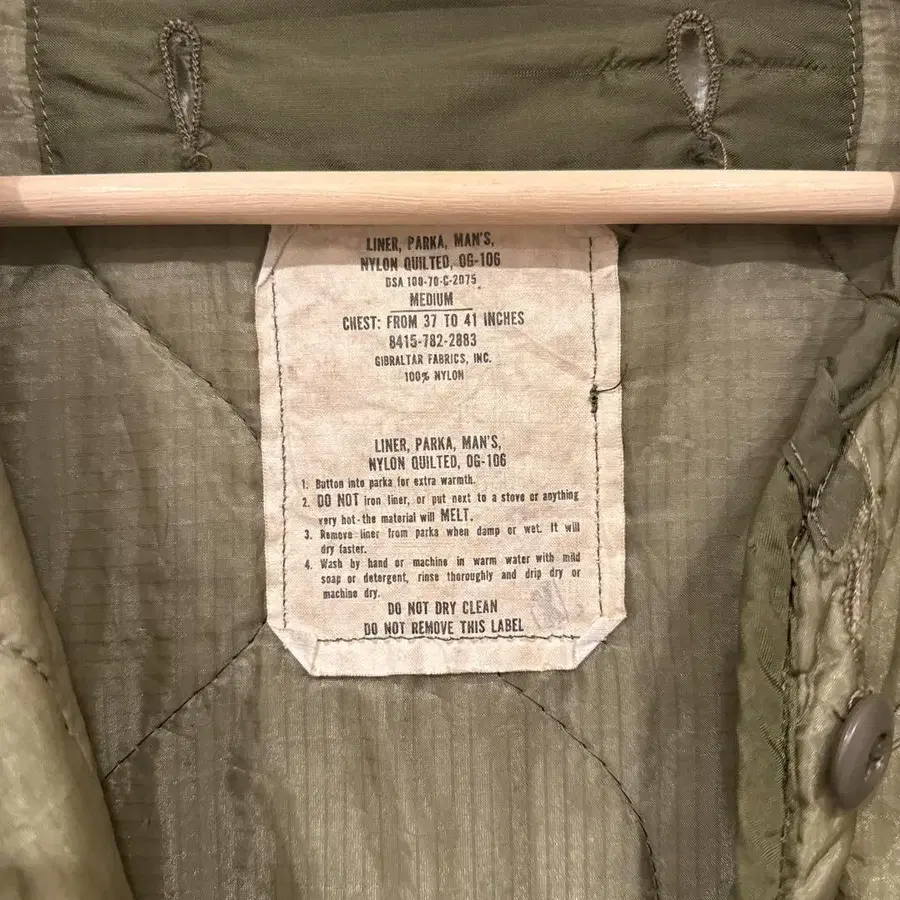 LINER, PARKA, MAN'S,
NYLON QUILTED, OG-106
DSA 100-70-C-2075
MEDIUM
CHEST: FROM 37 TO 41 INCHES
8415-782-2883
GIBRALTAR FABRICS, INC.
100% NYLON
LINER, PARKA, MAN'S,
NYLON QUILTED, OG-106
1. Button into parka for extra warmth.
2. DO NOT iron liner, or put next to a stove or anything
very hot-the material will MELT.
3. Remove liner from parka when damp or wet. It will
dry faster.
4. Wash by hand or machine in warm water with mild
soap or detergent, rinse thoroughly and drip dry or
machine dry.
DO NOT DRY CLEAN
DO NOT REMOVE THIS LABEL